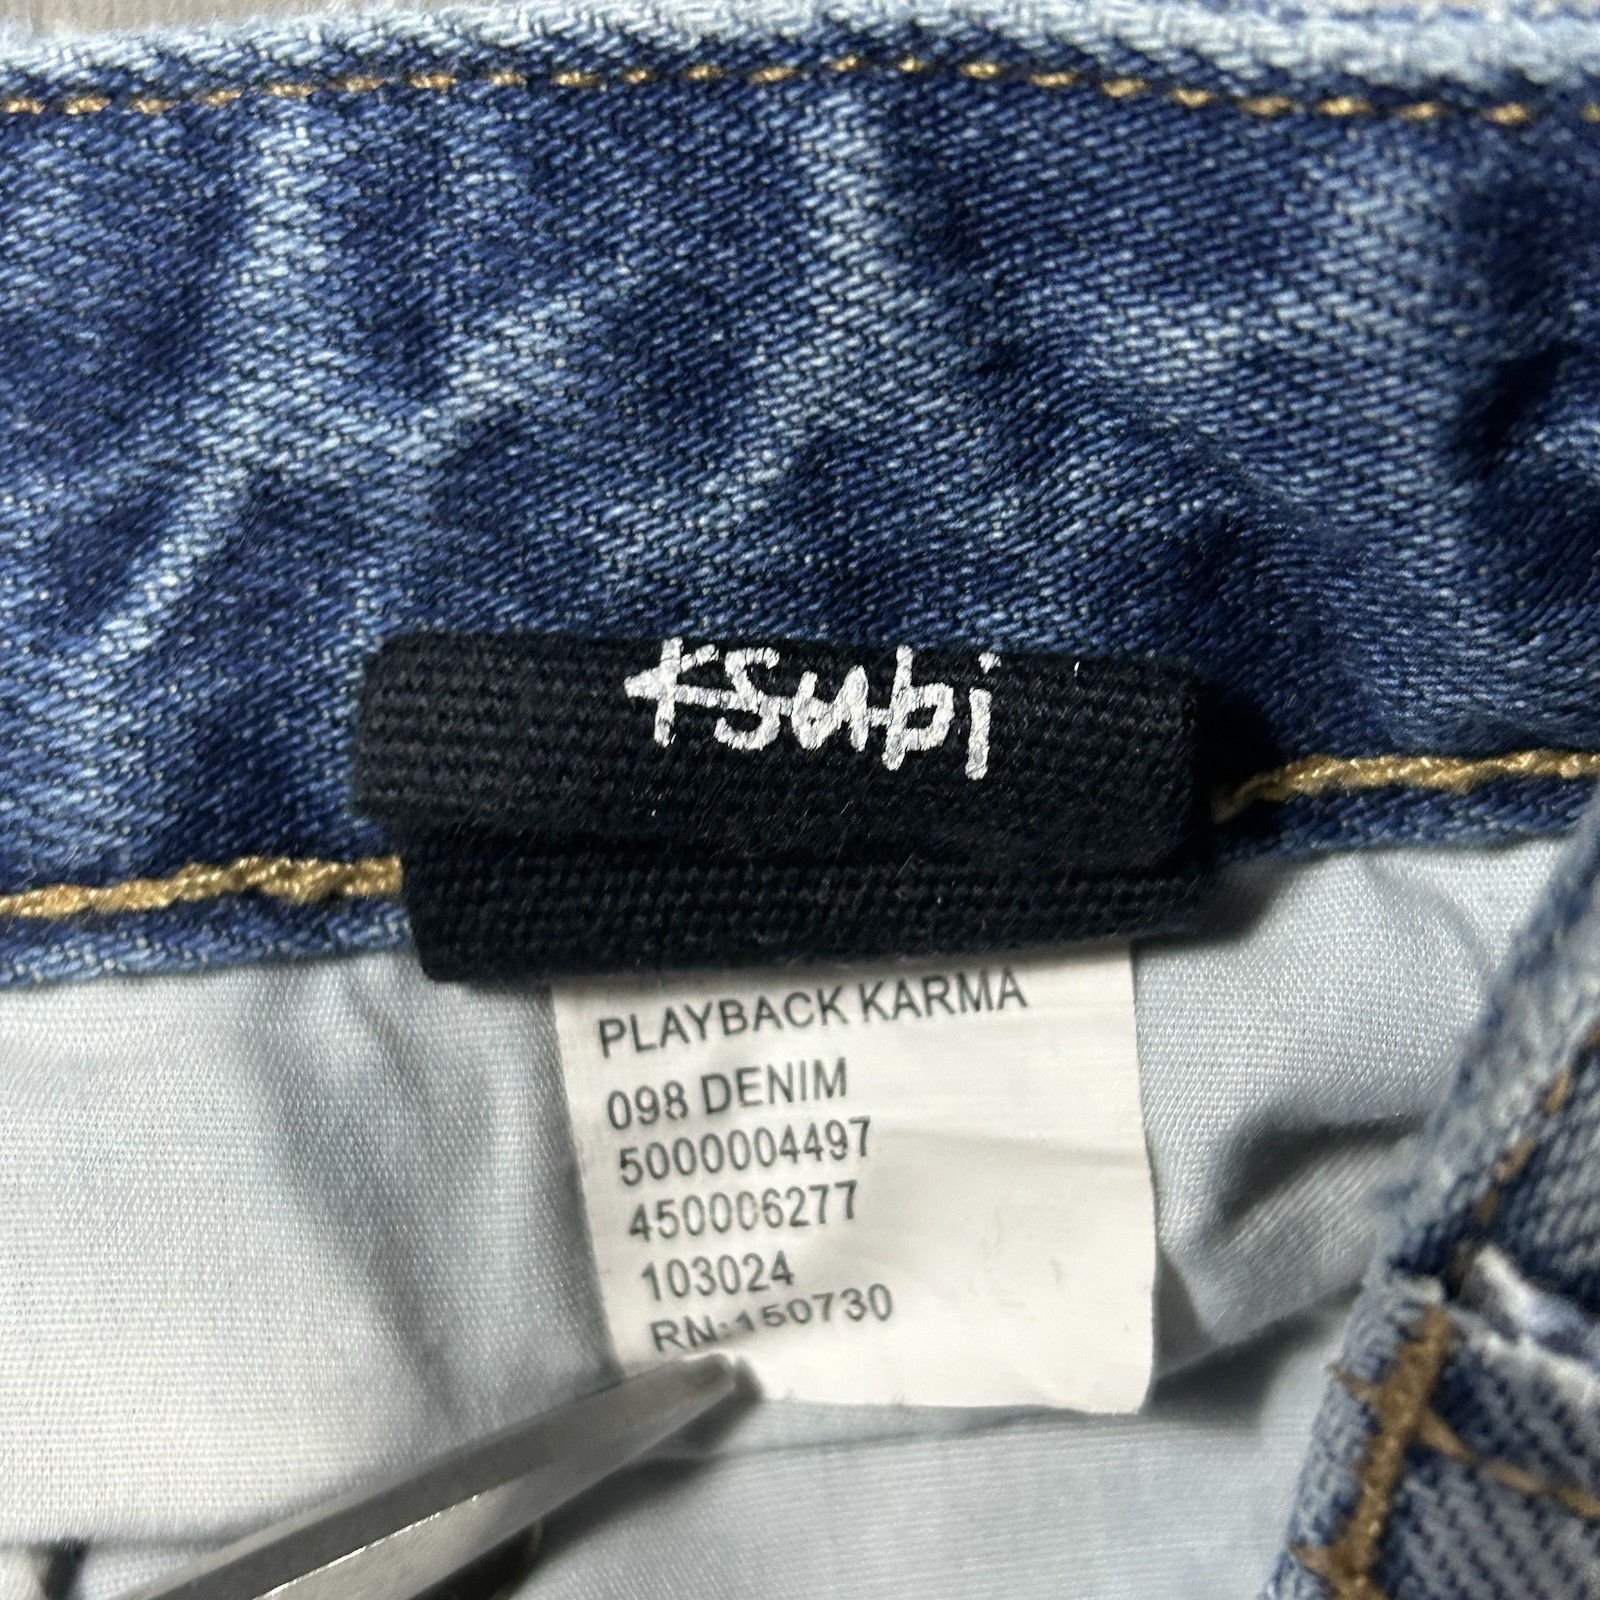 ksubi
PLAYBACK KARMA
098 DENIM
5000004497
450006277
103024
RN:150730